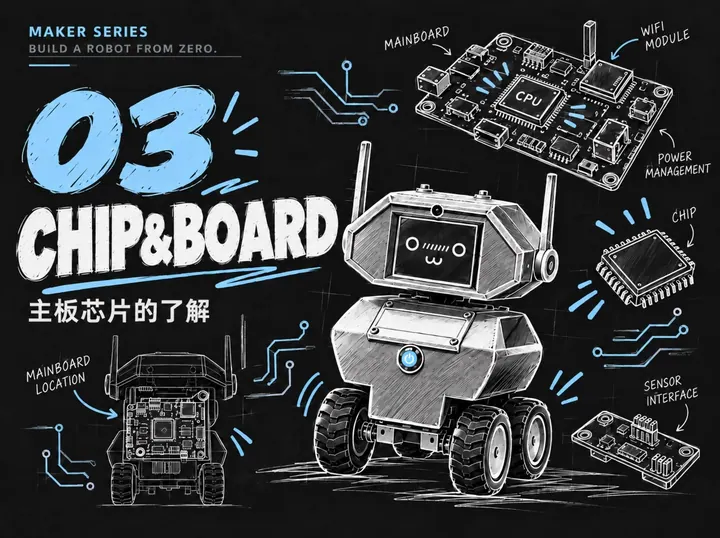 MAKER SERIES
BUILD A ROBOT FROM ZERO.
03
CHIP&BOARD
主板芯片的了解
MAINBOARD
WIFI
MODULE
CPU
POWER
MANAGEMENT
CHIP
MAINBOARD
LOCATION
SENSOR
INTERFACE